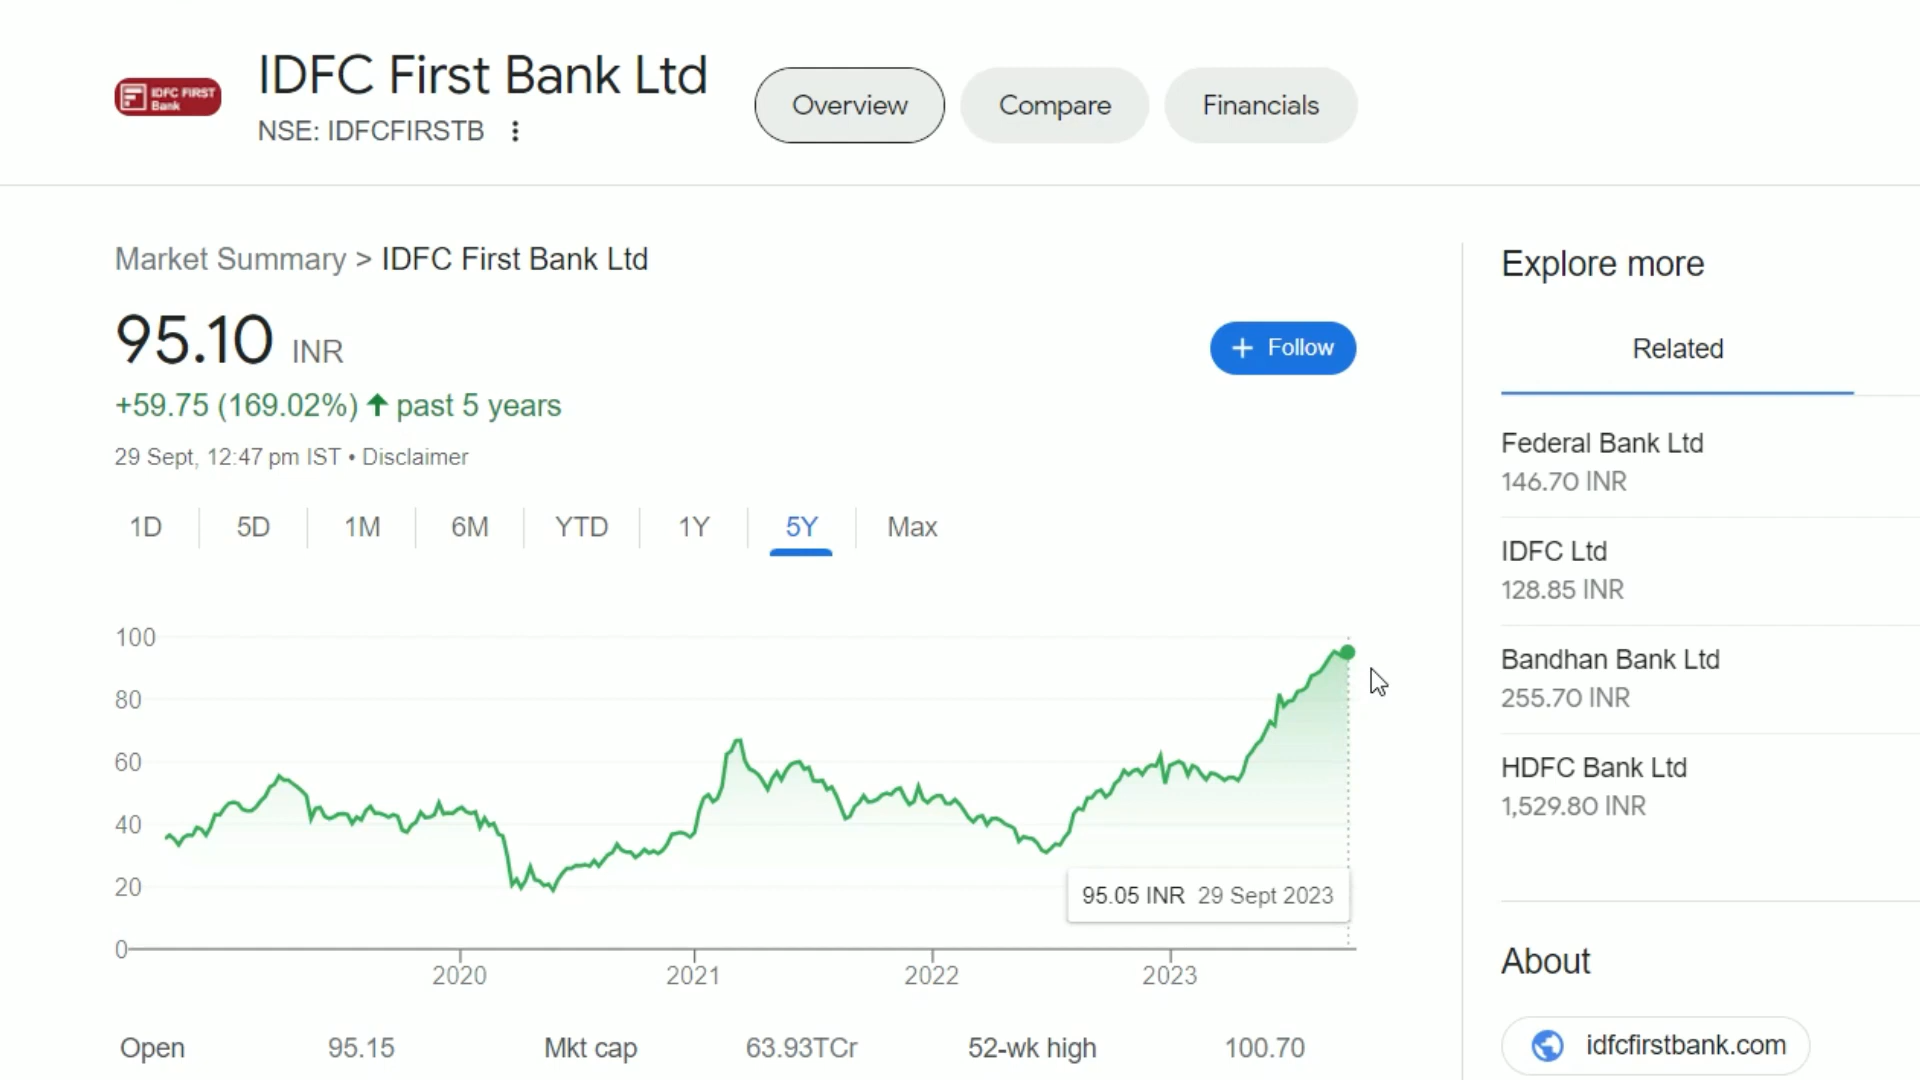 IDFC FIRST
Bank
IDFC First Bank Ltd
NSE: IDFCFIRSTB
Overview
Compare
Financials
Market Summary > IDFC First Bank Ltd
95.10 INR
+59.75 (169.02%) ↑ past 5 years
29 Sept, 12:47 pm IST • Disclaimer
+ Follow
1D
5D
1M
6M
YTD
1Y
5Y
Max
100
80
60
40
20
0
95.05 INR 29 Sept 2023
2020
2021
2022
2023
Open 95.15
Mkt cap 63.93TCr
52-wk high 100.70
Explore more
Related
Federal Bank Ltd
146.70 INR
IDFC Ltd
128.85 INR
Bandhan Bank Ltd
255.70 INR
HDFC Bank Ltd
1,529.80 INR
About
idfcfirstbank.com